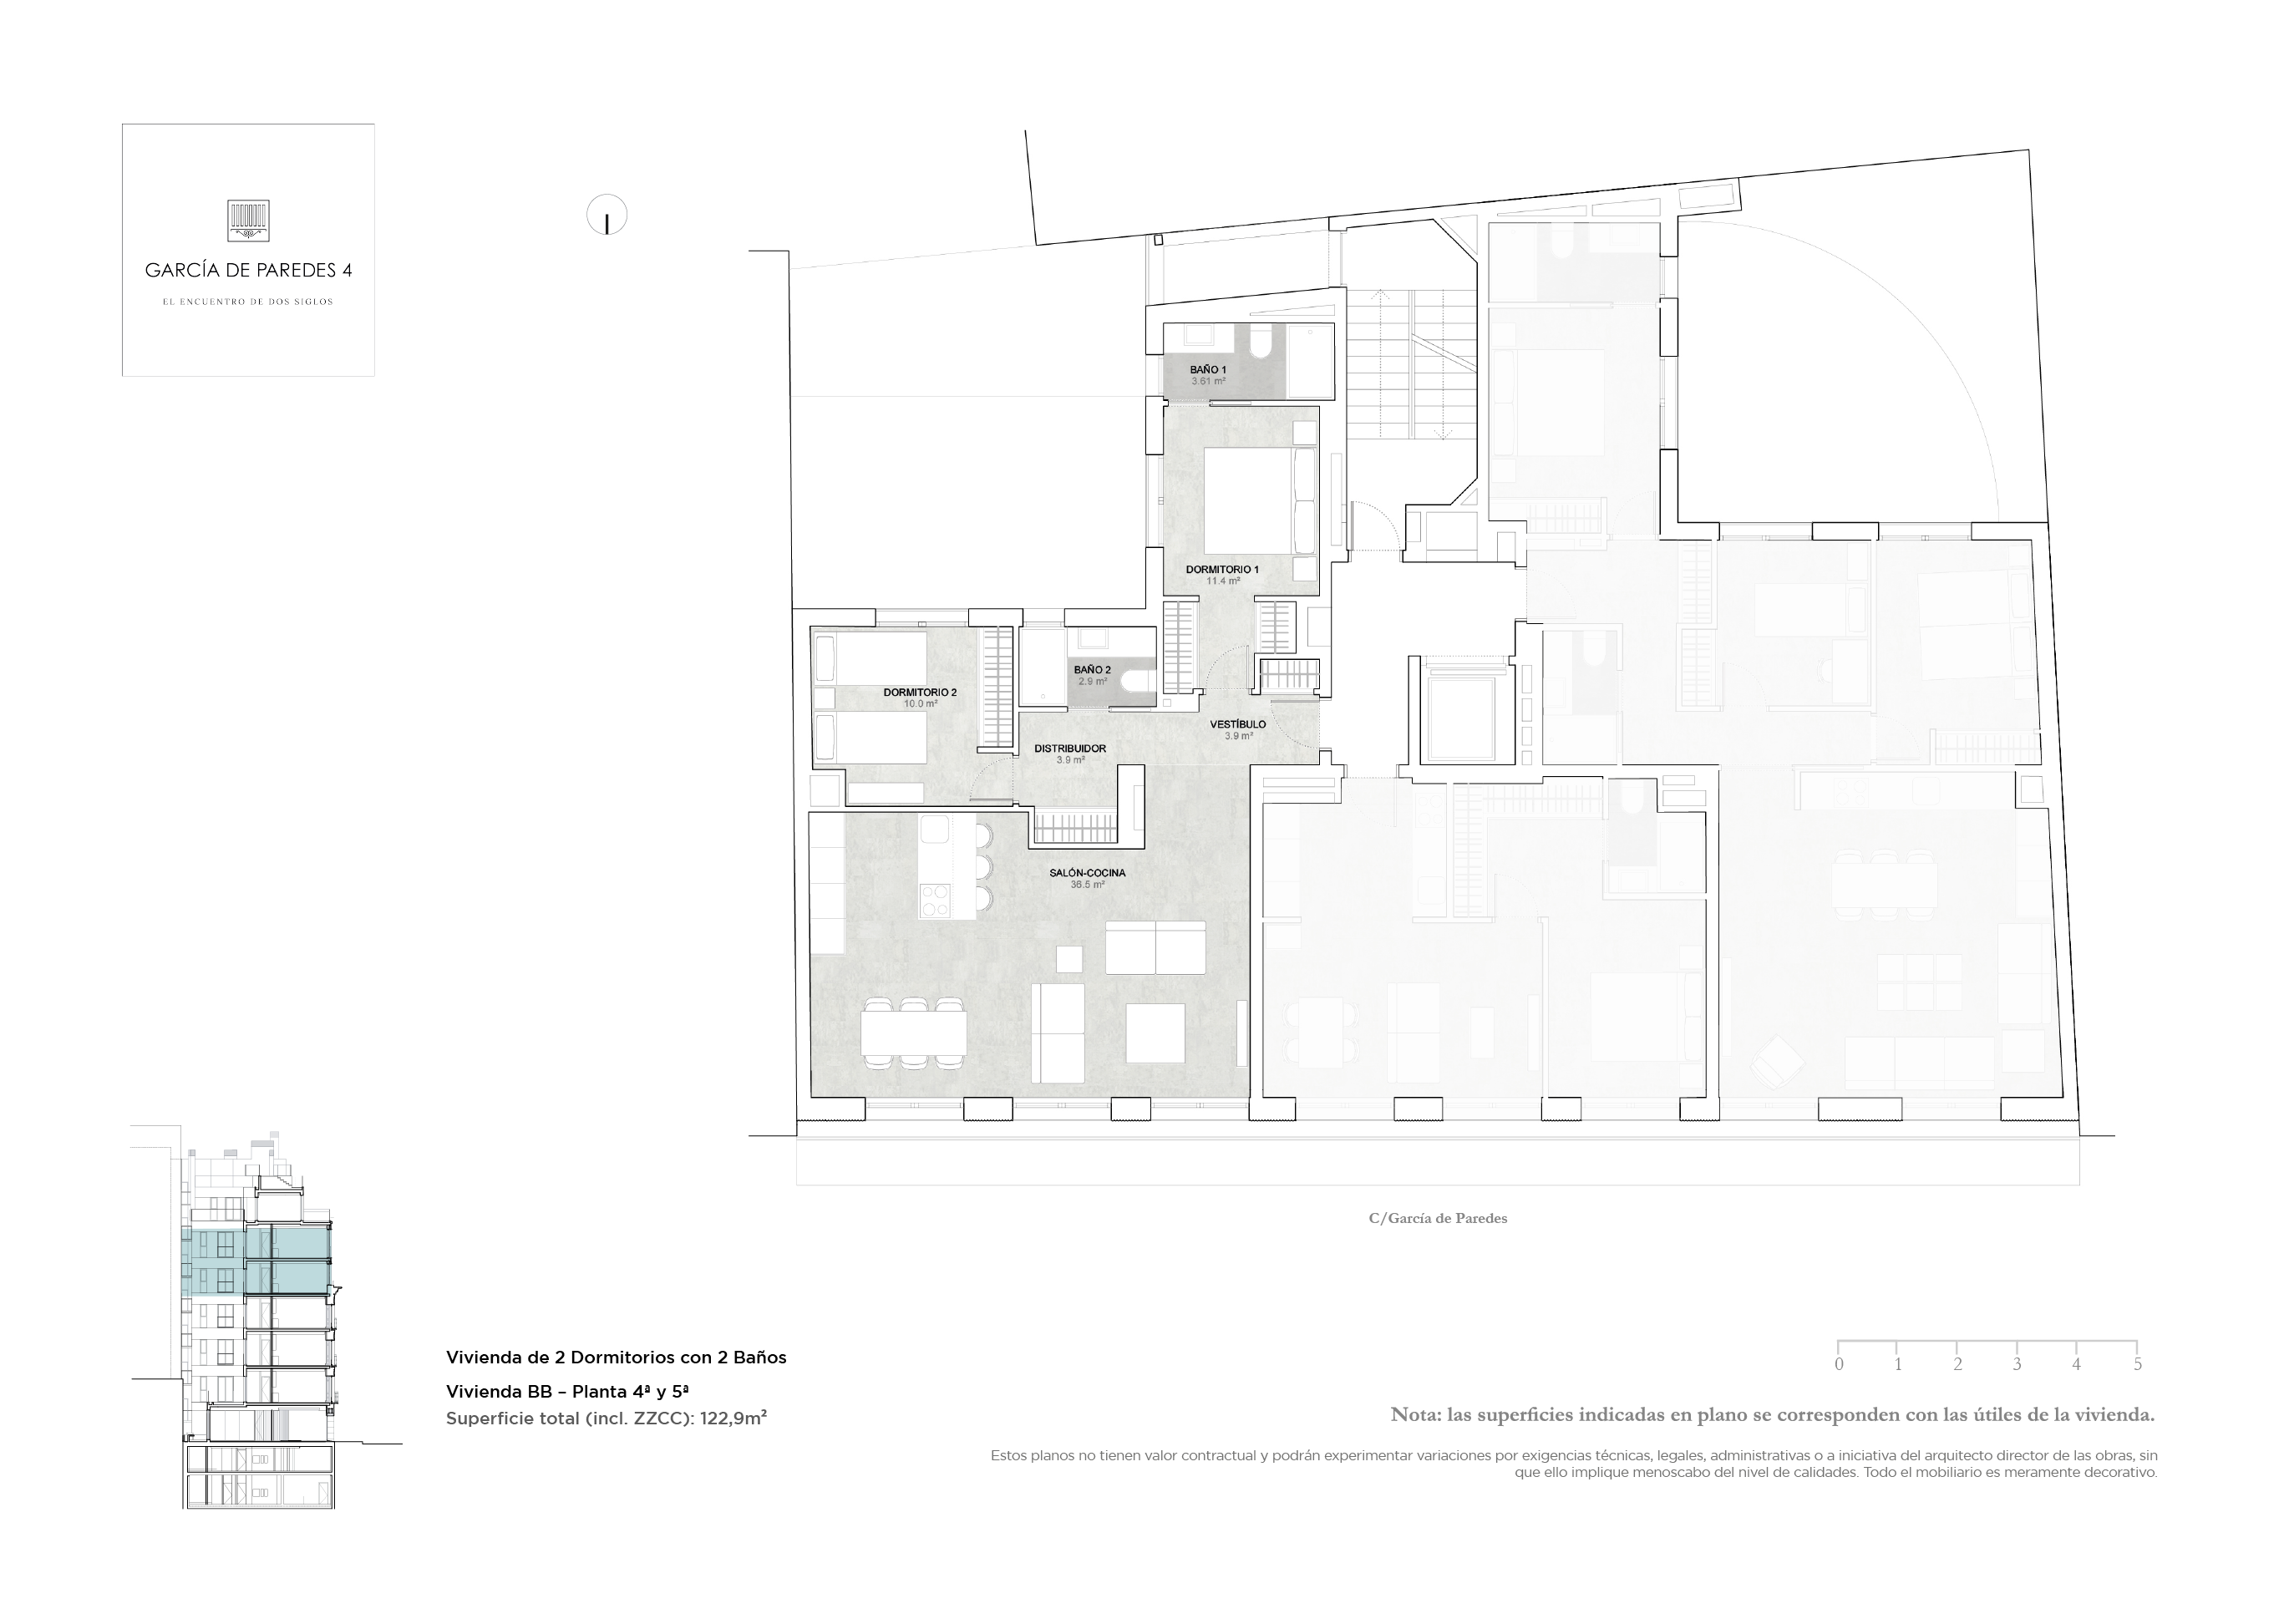 GARCÍA DE PAREDES 4
EL ENCUENTRO DE DOS SIGLOS
BAÑO 1
3.61 m²
DORMITORIO 1
11.4 m²
BAÑO 2
2.9 m²
DORMITORIO 2
10.0 m²
VESTÍBULO
3.9 m²
DISTRIBUIDOR
3.9 m²
SALÓN-COCINA
36.5 m²
C/García de Paredes
Vivienda de 2 Dormitorios con 2 Baños
Vivienda BB – Planta 4ª y 5ª
Superficie total (incl. ZZCC): 122,9m²
0 1 2 3 4 5
Nota: las superficies indicadas en plano se corresponden con las útiles de la vivienda.
Estos planos no tienen valor contractual y podrán experimentar variaciones por exigencias técnicas, legales, administrativas o a iniciativa del arquitecto director de las obras, sin
que ello implique menoscabo del nivel de calidades. Todo el mobiliario es meramente decorativo.